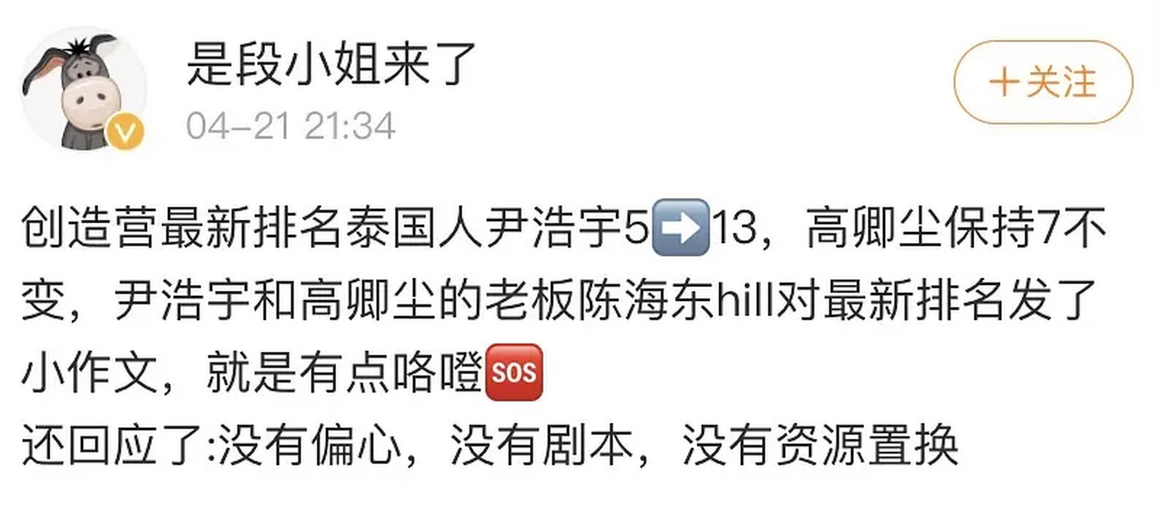 是段小姐来了
04-21 21:34
+关注
创造营最新排名泰国人尹浩宇5➡️13，高卿尘保持7不
变，尹浩宇和高卿尘的老板陈海东hill对最新排名发了
小作文，就是有点咯噔🆘
还回应了:没有偏心，没有剧本，没有资源置换